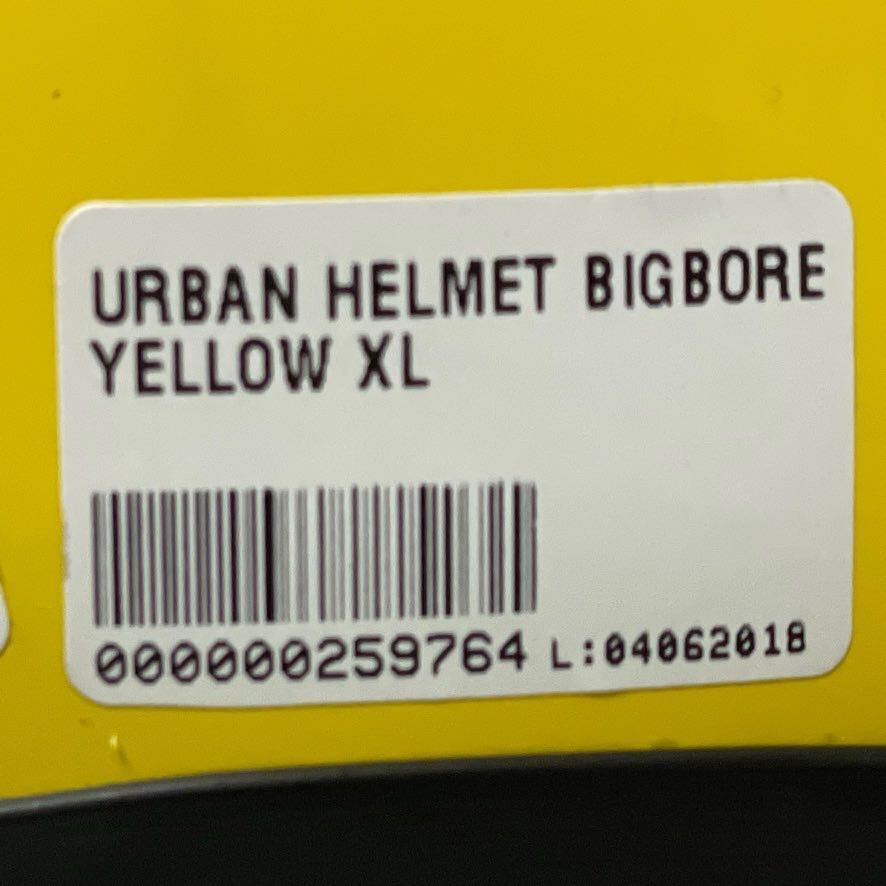 URBAN HELMET BIGBORE
YELLOW XL
000000259764 L:04062018